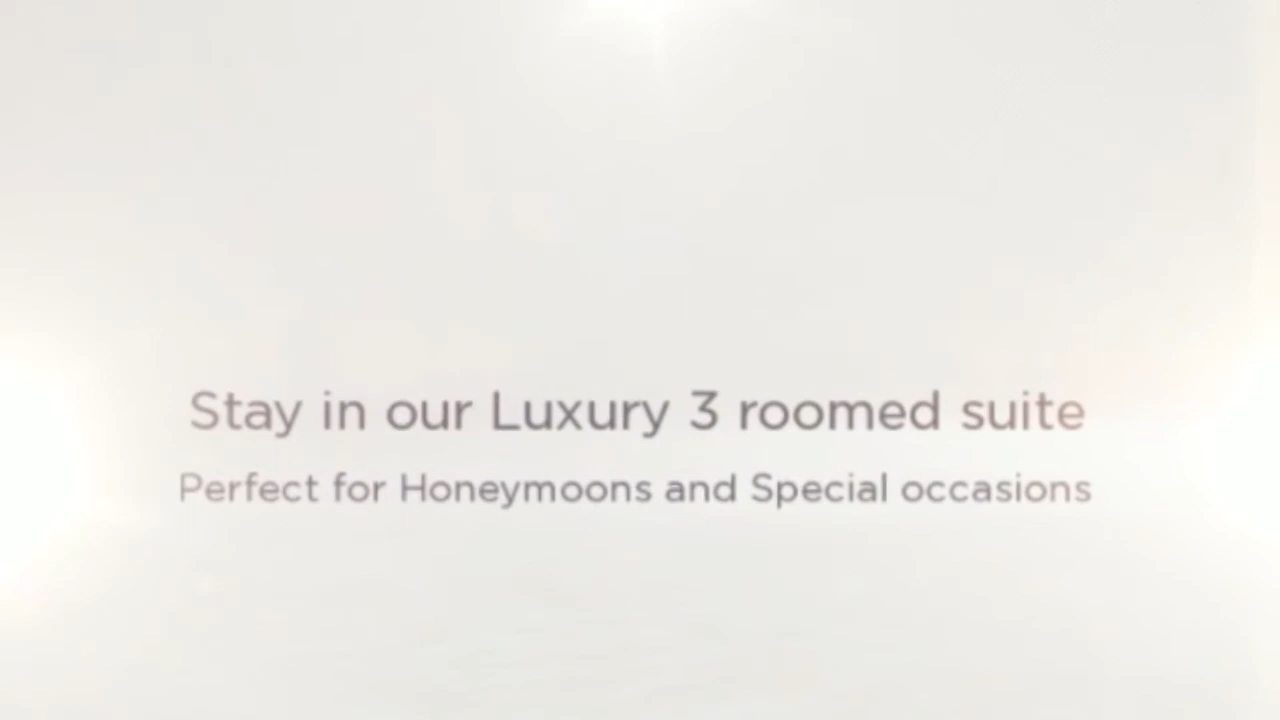 Stay in our Luxury 3 roomed suite
Perfect for Honeymoons and Special occasions